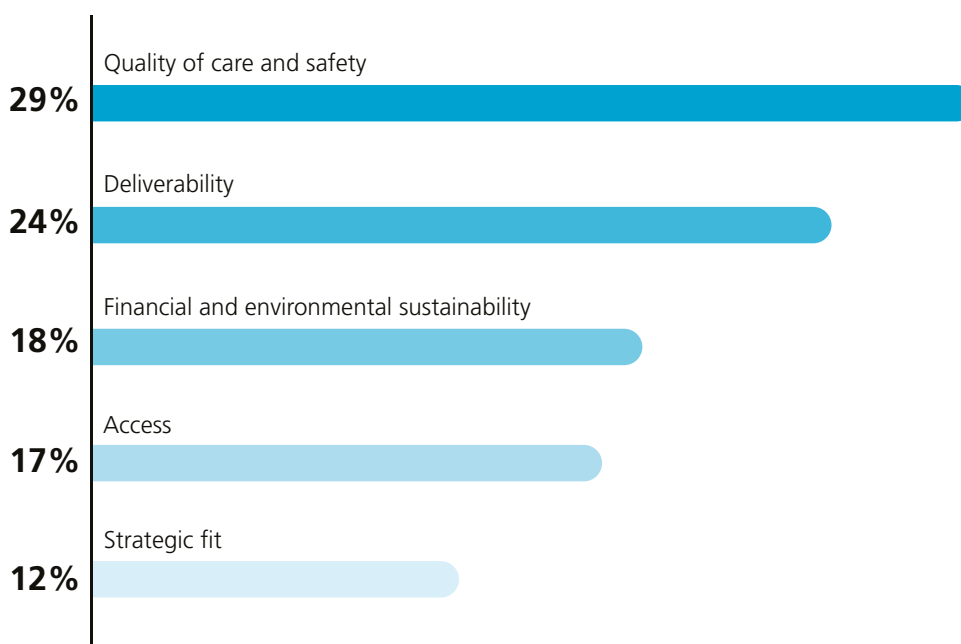 Quality of care and safety
29%
Deliverability
24%
Financial and environmental sustainability
18%
Access
17%
Strategic fit
12%